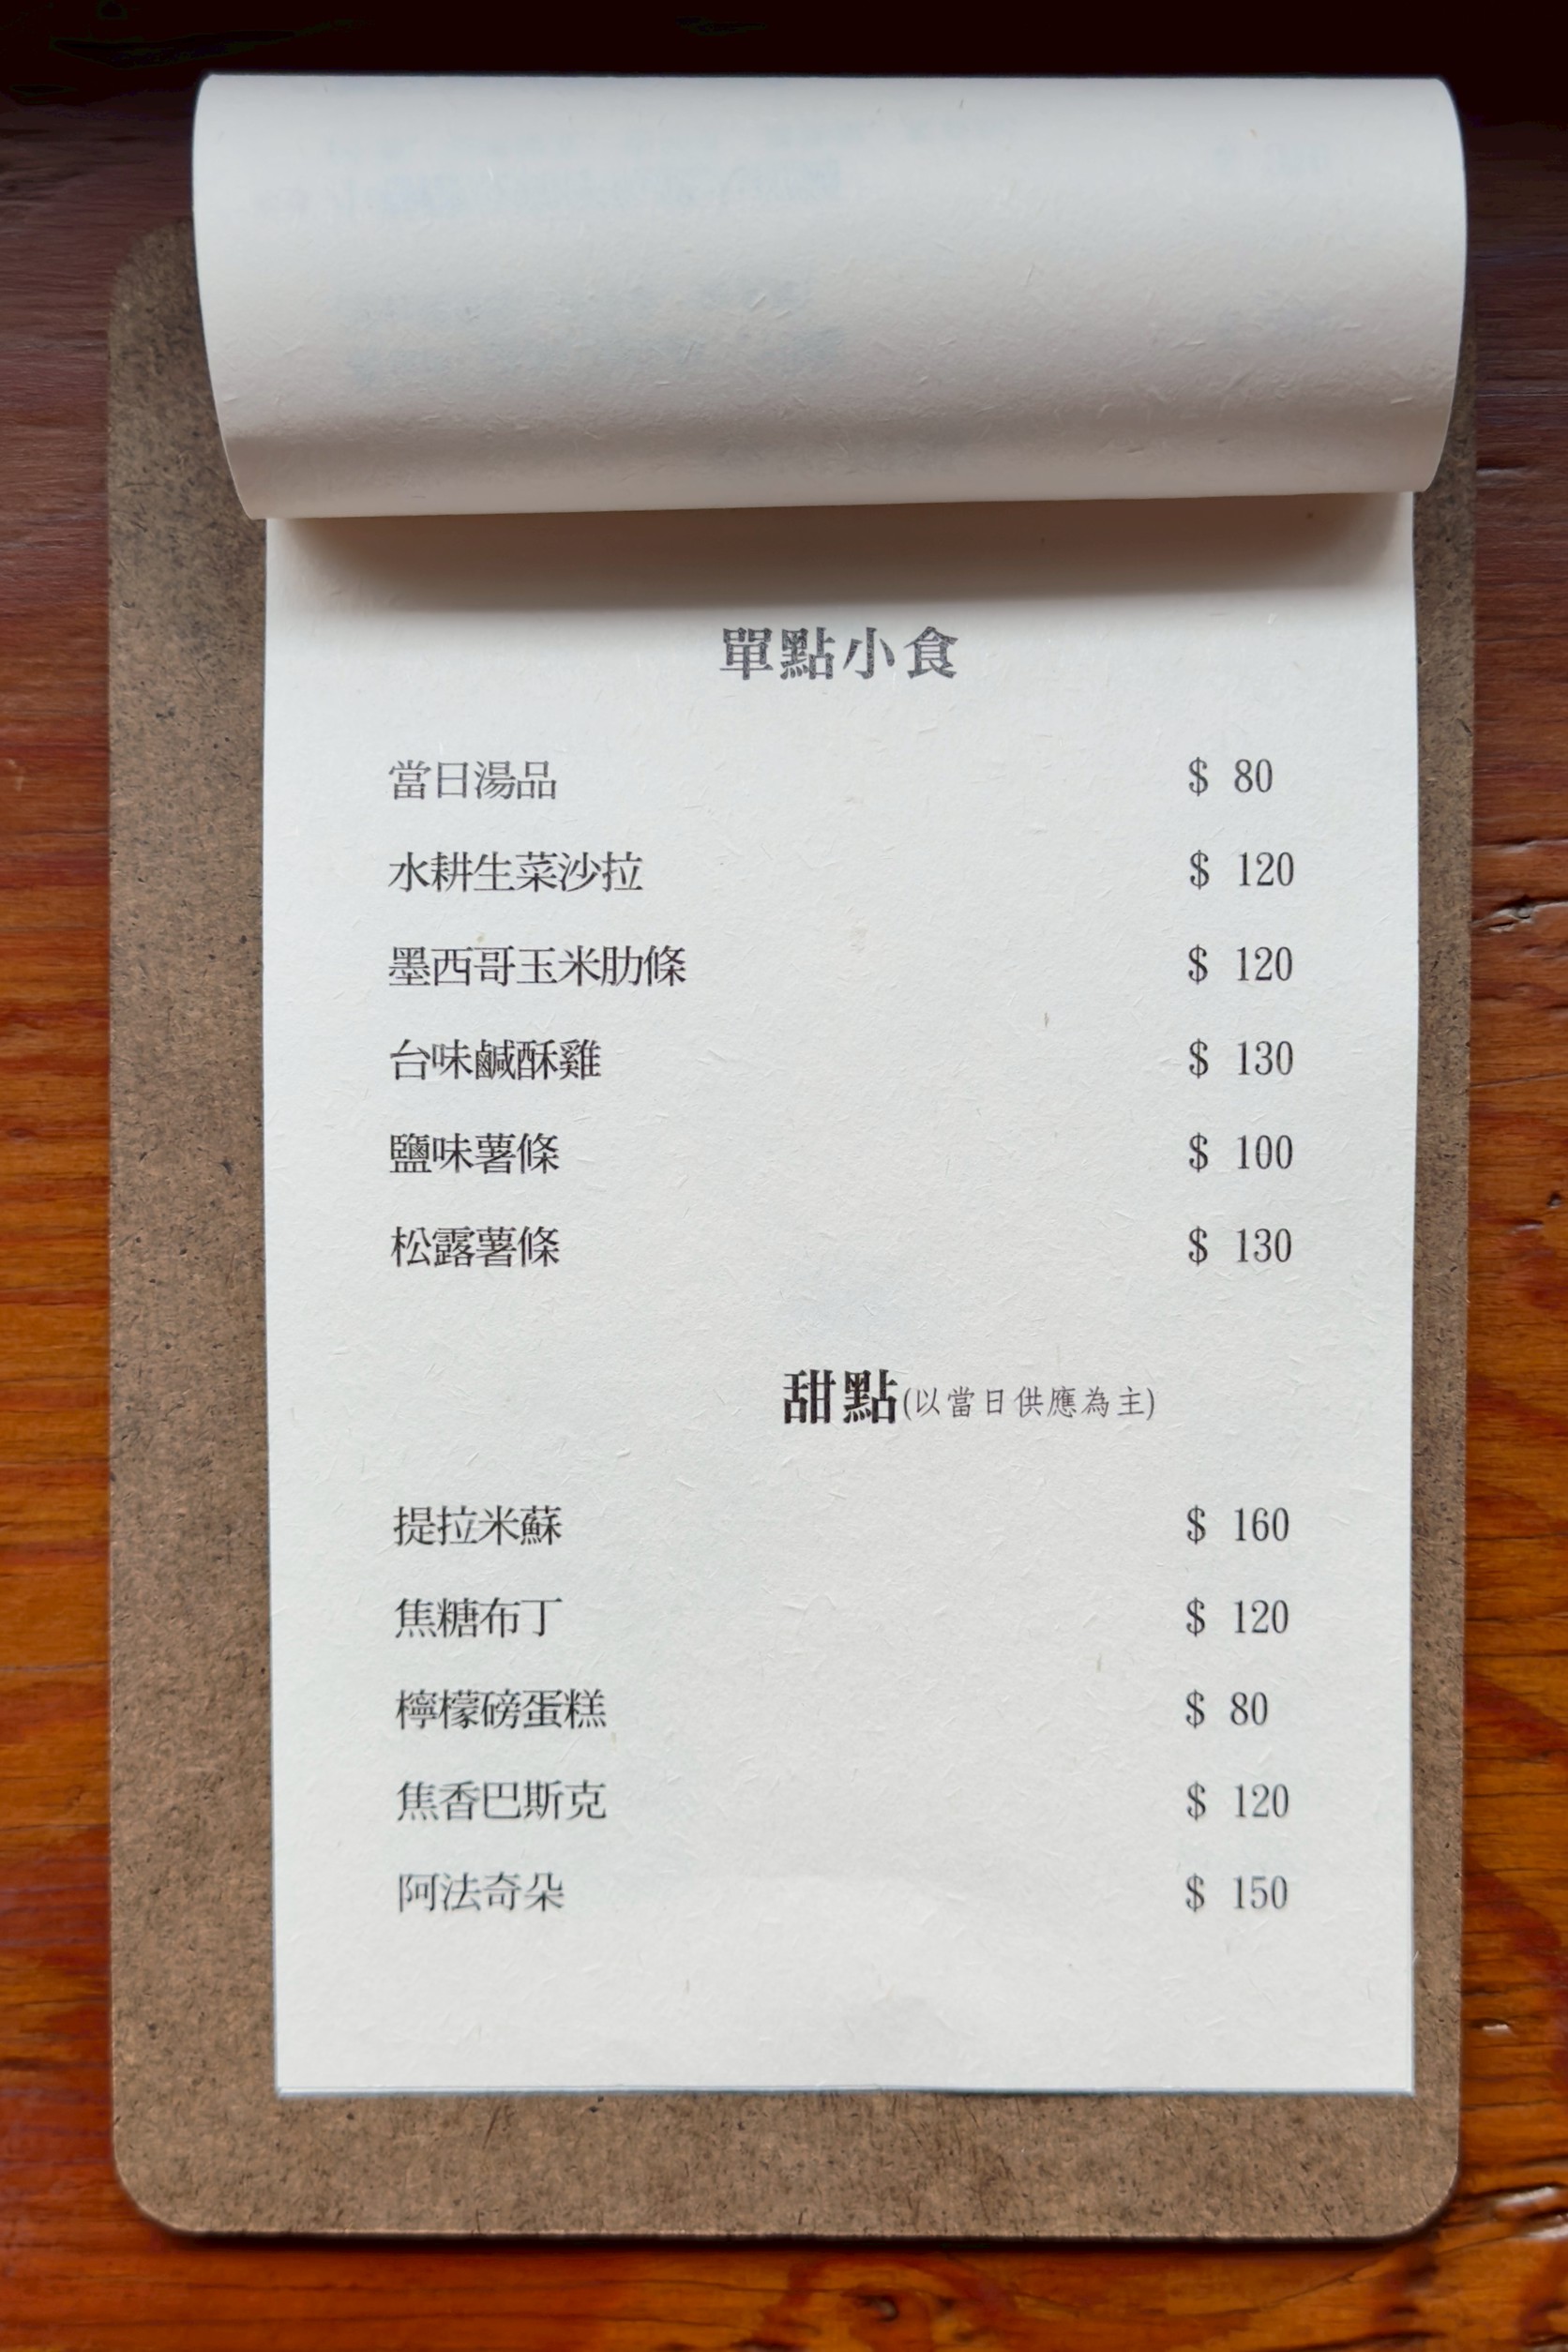 單點小食
當日湯品 $ 80
水耕生菜沙拉 $ 120
墨西哥玉米肋條 $ 120
台味鹹酥雞 $ 130
鹽味薯條 $ 100
松露薯條 $ 130
甜點(以當日供應為主)
提拉米蘇 $ 160
焦糖布丁 $ 120
檸檬磅蛋糕 $ 80
焦香巴斯克 $ 120
阿法奇朵 $ 150